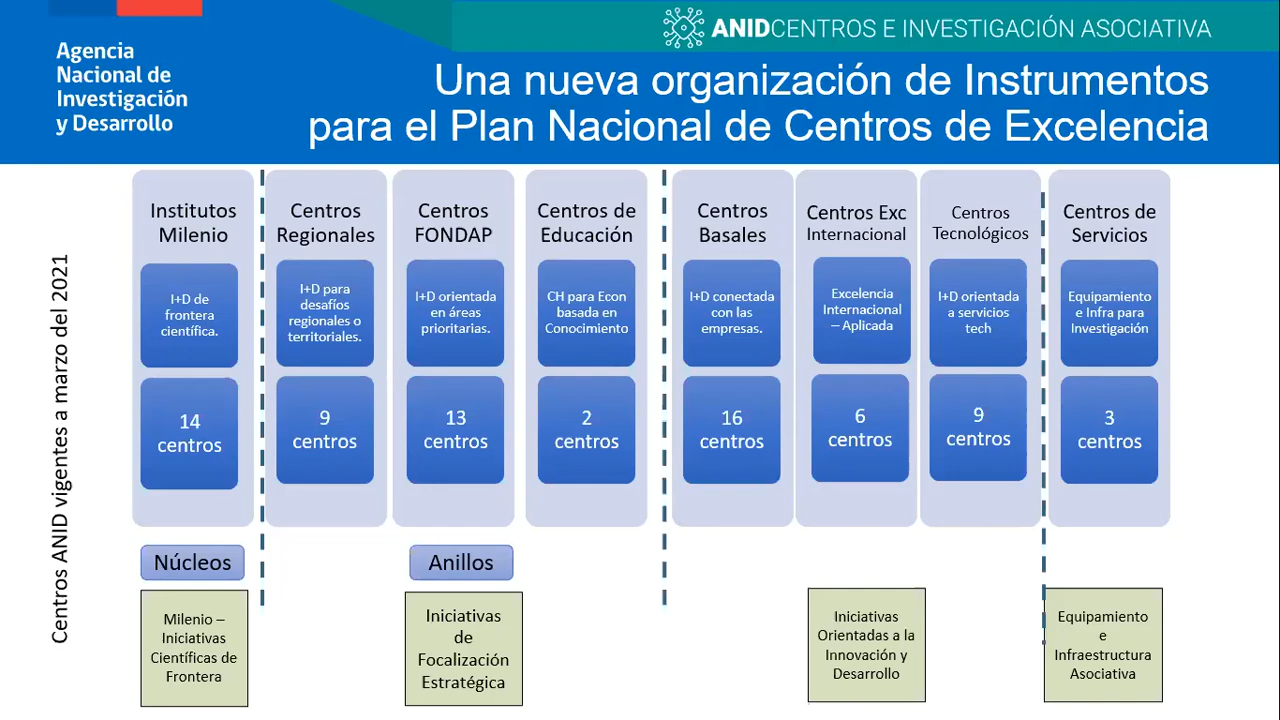 Agencia
Nacional de
Investigación
y Desarrollo
ANIDCENTROS E INVESTIGACIÓN ASOCIATIVA
Una nueva organización de Instrumentos
para el Plan Nacional de Centros de Excelencia
Centros ANID vigentes a marzo del 2021
Institutos
Milenio
I+D de
frontera
científica.
14
centros
Centros
Regionales
I+D para
desafíos
regionales o
territoriales.
9
centros
Centros
FONDAP
I+D orientada
en áreas
prioritarias.
13
centros
Centros de
Educación
CH para Econ
basada en
Conocimiento
2
centros
Centros
Basales
I+D conectada
con las
empresas.
16
centros
Centros Exc
Internacional
Excelencia
Internacional
– Aplicada
6
centros
Centros
Tecnológicos
I+D orientada
a servicios
tech
9
centros
Centros de
Servicios
Equipamiento
e Infra para
Investigación
3
centros
Núcleos
Anillos
Milenio –
Iniciativas
Científicas de
Frontera
Iniciativas
de
Focalización
Estratégica
Iniciativas
Orientadas a la
Innovación y
Desarrollo
Equipamiento
e
Infraestructura
Asociativa